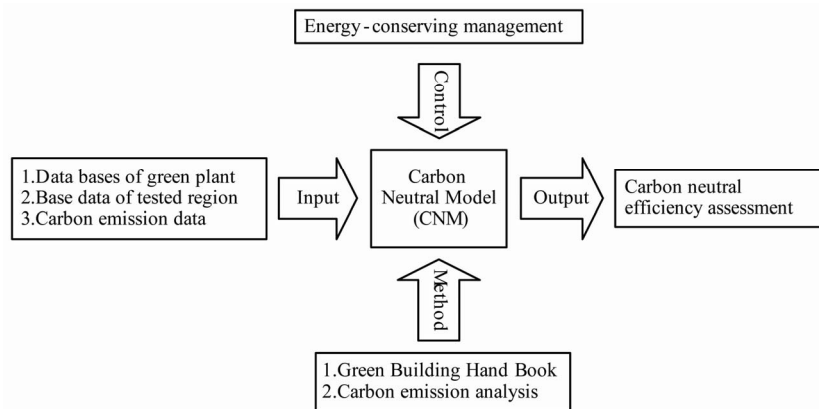 Energy-conserving management
Control
1.Data bases of green plant
2.Base data of tested region
3.Carbon emission data
Input
Carbon
Neutral Model
(CNM)
Output
Carbon neutral
efficiency assessment
Method
1.Green Building Hand Book
2.Carbon emission analysis